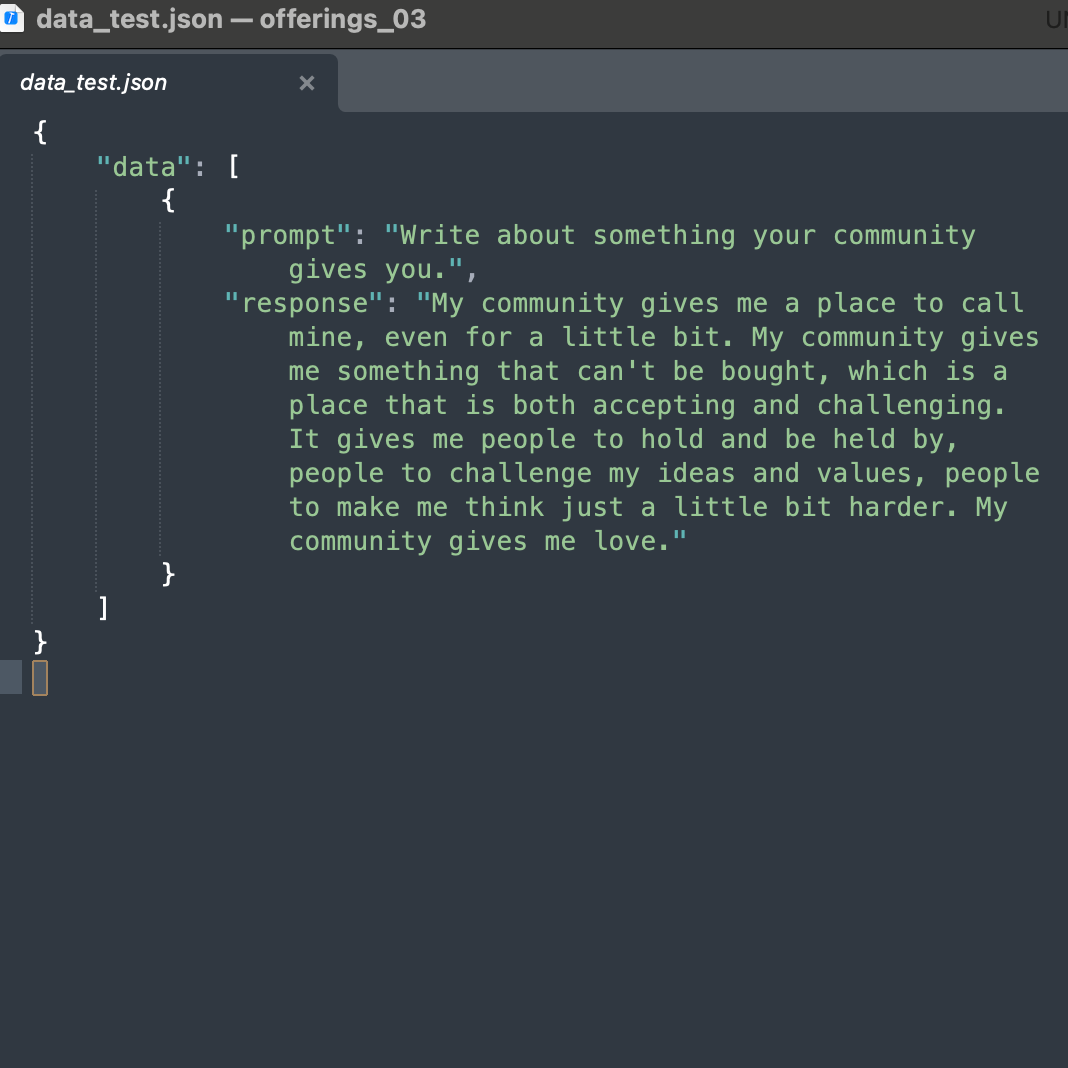 data_test.json — offerings_03
data_test.json ×
{
"data": [
{
"prompt": "Write about something your community
gives you.",
"response": "My community gives me a place to call
mine, even for a little bit. My community gives
me something that can't be bought, which is a
place that is both accepting and challenging.
It gives me people to hold and be held by,
people to challenge my ideas and values, people
to make me think just a little bit harder. My
community gives me love."
}
]
}